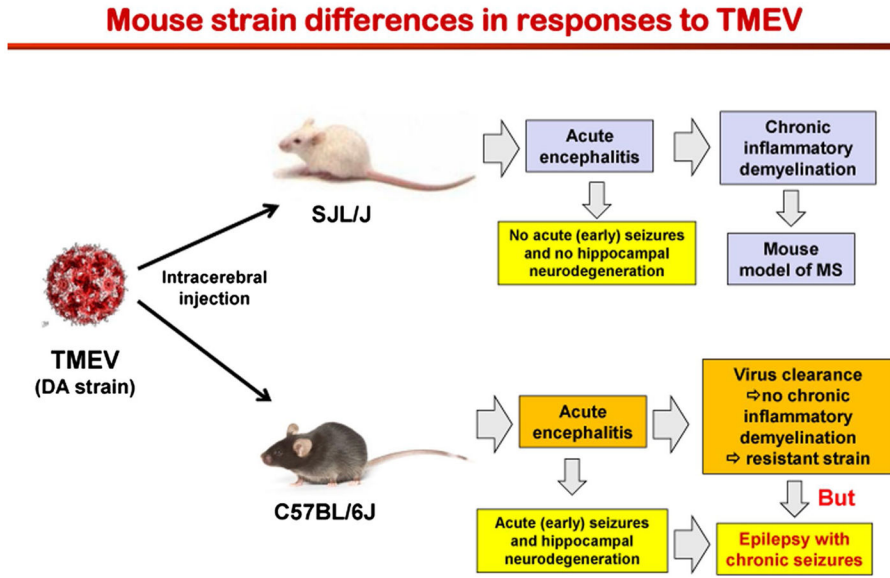 Mouse strain differences in responses to TMEV
SJL/J
Acute
encephalitis
Chronic
inflammatory
demyelination
No acute (early) seizures
and no hippocampal
neurodegeneration
Mouse
model of MS
Intracerebral
injection
TMEV
(DA strain)
C57BL/6J
Acute
encephalitis
Virus clearance
⇨no chronic
inflammatory
demyelination
⇨ resistant strain
But
Acute (early) seizures
and hippocampal
neurodegeneration
Epilepsy with
chronic seizures